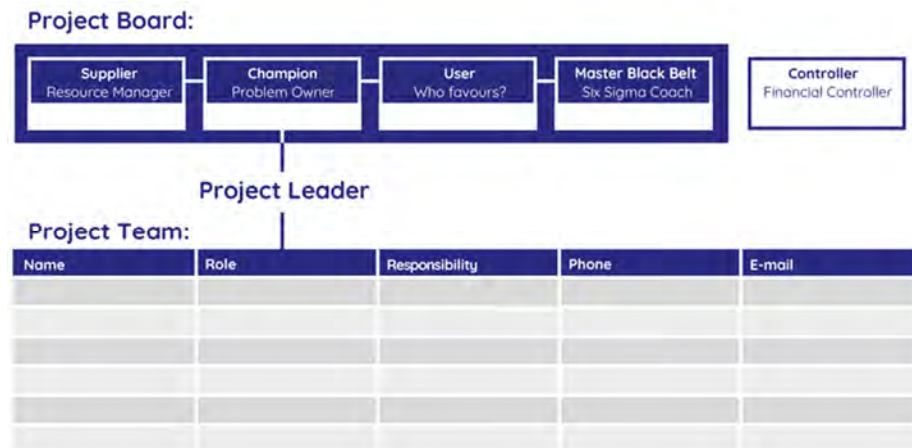 Project Board:
Supplier
Resource Manager
Champion
Problem Owner
User
Who favours?
Master Black Belt
Six Sigma Coach
Controller
Financial Controller
Project Leader
Project Team:
Name Role Responsibility Phone E-mail